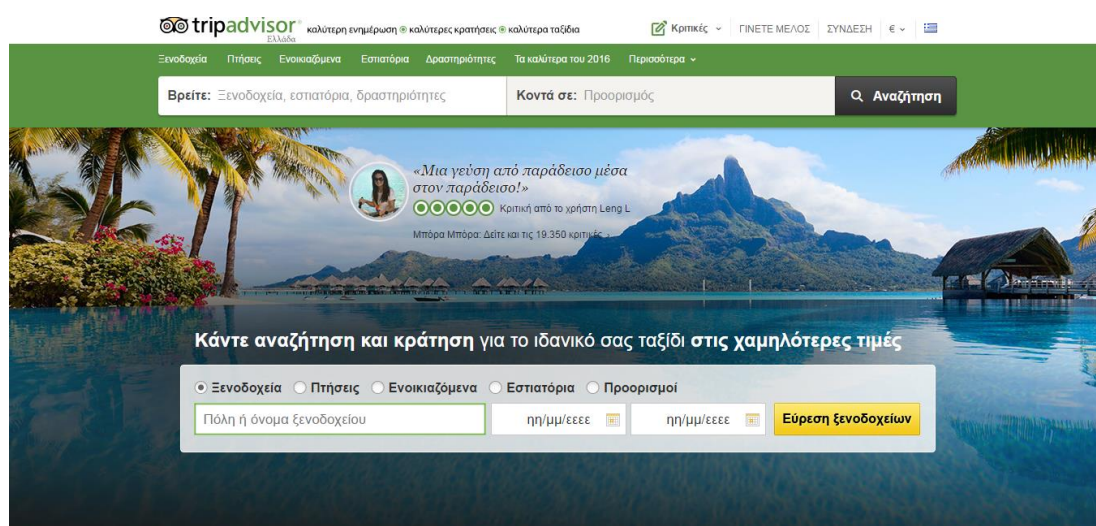 tripadvisor®
Ελλάδα
καλύτερη ενημέρωση καλύτερες κρατήσεις καλύτερα ταξίδια
Κριτικές ΓΙΝΕΤΕ ΜΕΛΟΣ ΣΥΝΔΕΣΗ €
Ξενοδοχεία Πτήσεις Ενοικιαζόμενα Εστιατόρια Δραστηριότητες Τα καλύτερα του 2016 Περισσότερα
Βρείτε: Ξενοδοχεία, εστιατόρια, δραστηριότητες Κοντά σε: Προορισμός Αναζήτηση
«Μια γεύση από παράδεισο μέσα
στον παράδεισο!»
Κριτική από το χρήστη Leng L
Μπόρα Μπόρα: Δείτε και τις 19.350 κριτικές
Κάντε αναζήτηση και κράτηση για το ιδανικό σας ταξίδι στις χαμηλότερες τιμές
Ξενοδοχεία Πτήσεις Ενοικιαζόμενα Εστιατόρια Προορισμοί
Πόλη ή όνομα ξενοδοχείου ηη/μμ/εεεε ηη/μμ/εεεε Εύρεση ξενοδοχείων